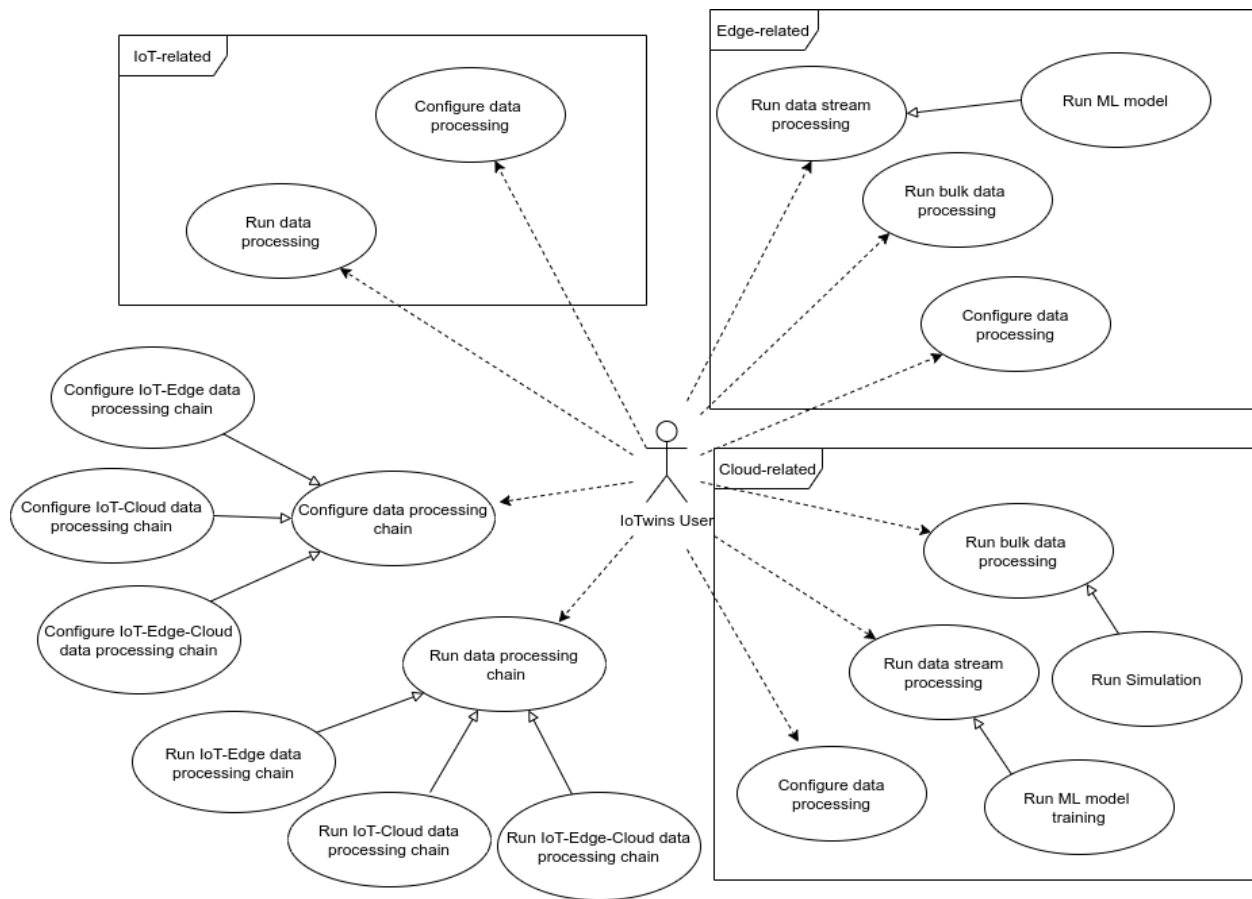 IoT-related
Configure data
processing
Run data
processing
Edge-related
Run data stream
processing
Run ML model
Run bulk data
processing
Configure data
processing
Configure IoT-Edge data
processing chain
Configure IoT-Cloud data
processing chain
Configure data processing
chain
Configure IoT-Edge-Cloud
data processing chain
IoTwins User
Run data processing
chain
Run IoT-Edge data
processing chain
Run IoT-Cloud data
processing chain
Run IoT-Edge-Cloud data
processing chain
Cloud-related
Run bulk data
processing
Run data stream
processing
Run Simulation
Configure data
processing
Run ML model
training